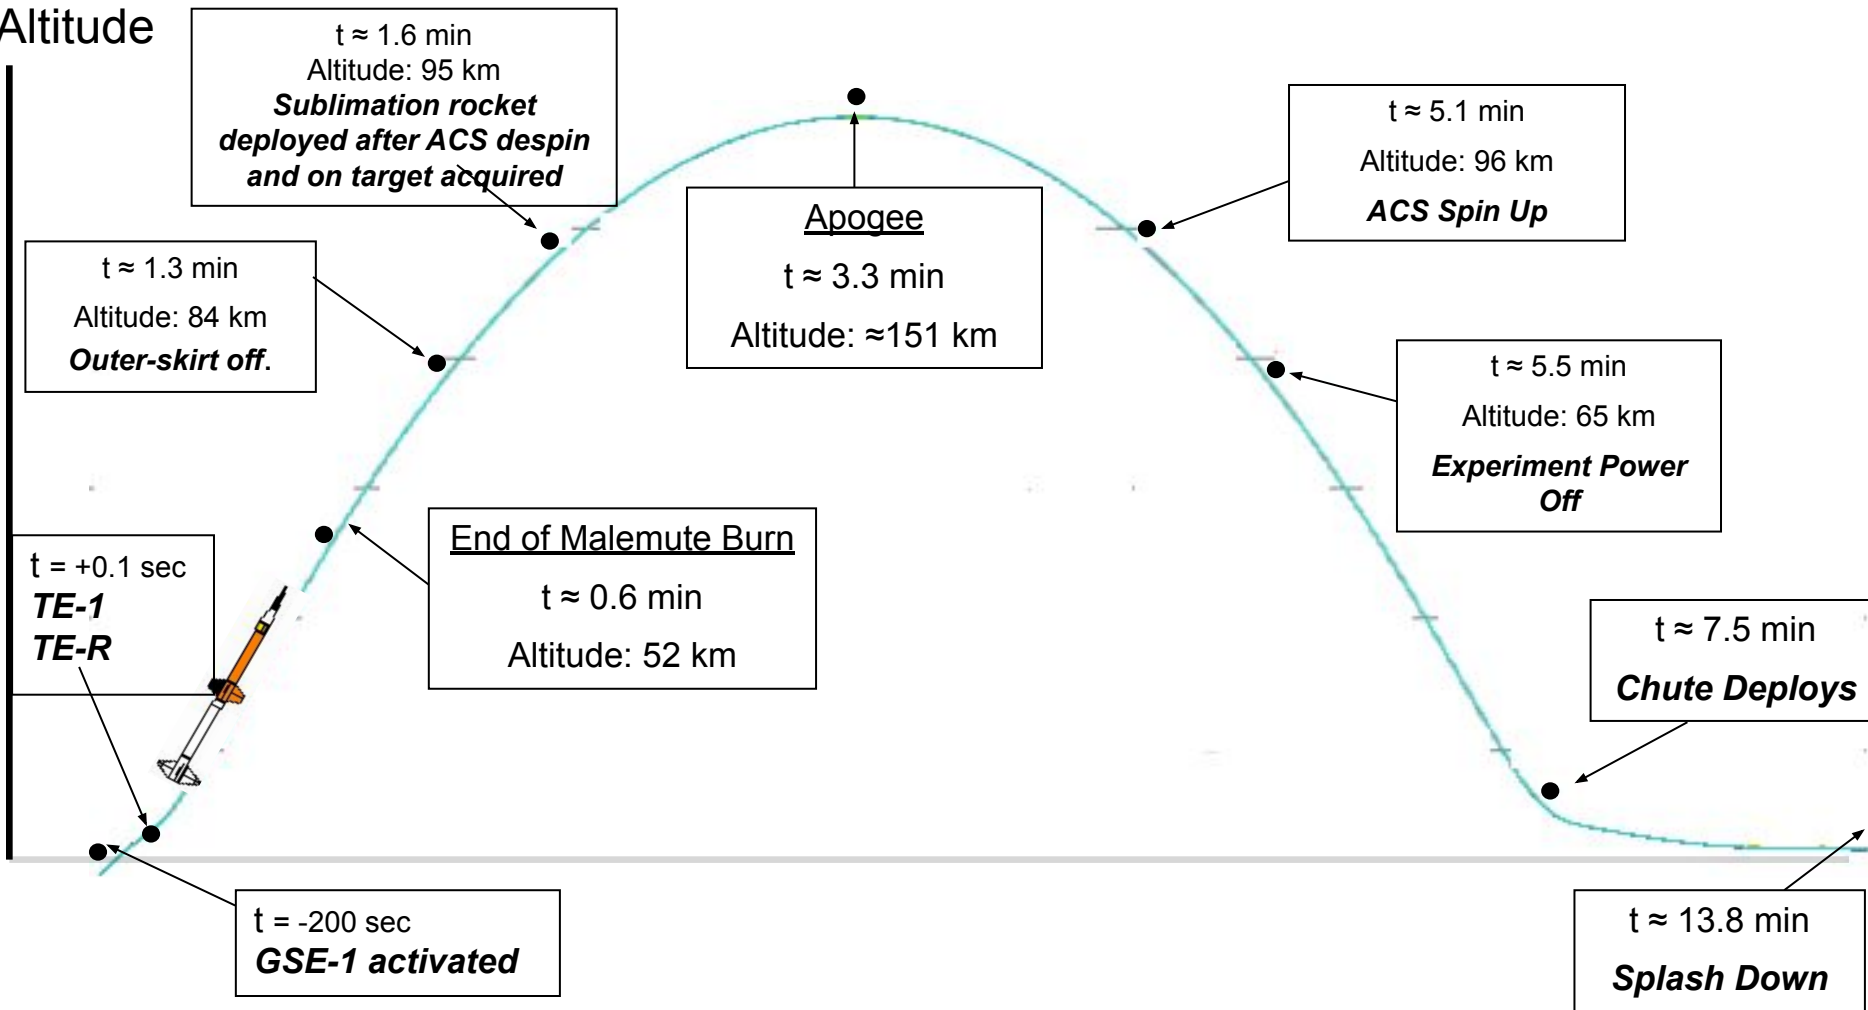 Altitude
t ≈ 1.6 min
Altitude: 95 km
Sublimation rocket
deployed after ACS despin
and on target acquired
t ≈ 1.3 min
Altitude: 84 km
Outer-skirt off.
Apogee
t ≈ 3.3 min
Altitude: ≈151 km
t ≈ 5.1 min
Altitude: 96 km
ACS Spin Up
t ≈ 5.5 min
Altitude: 65 km
Experiment Power
Off
t = +0.1 sec
TE-1
TE-R
End of Malemute Burn
t ≈ 0.6 min
Altitude: 52 km
t ≈ 7.5 min
Chute Deploys
t = -200 sec
GSE-1 activated
t ≈ 13.8 min
Splash Down